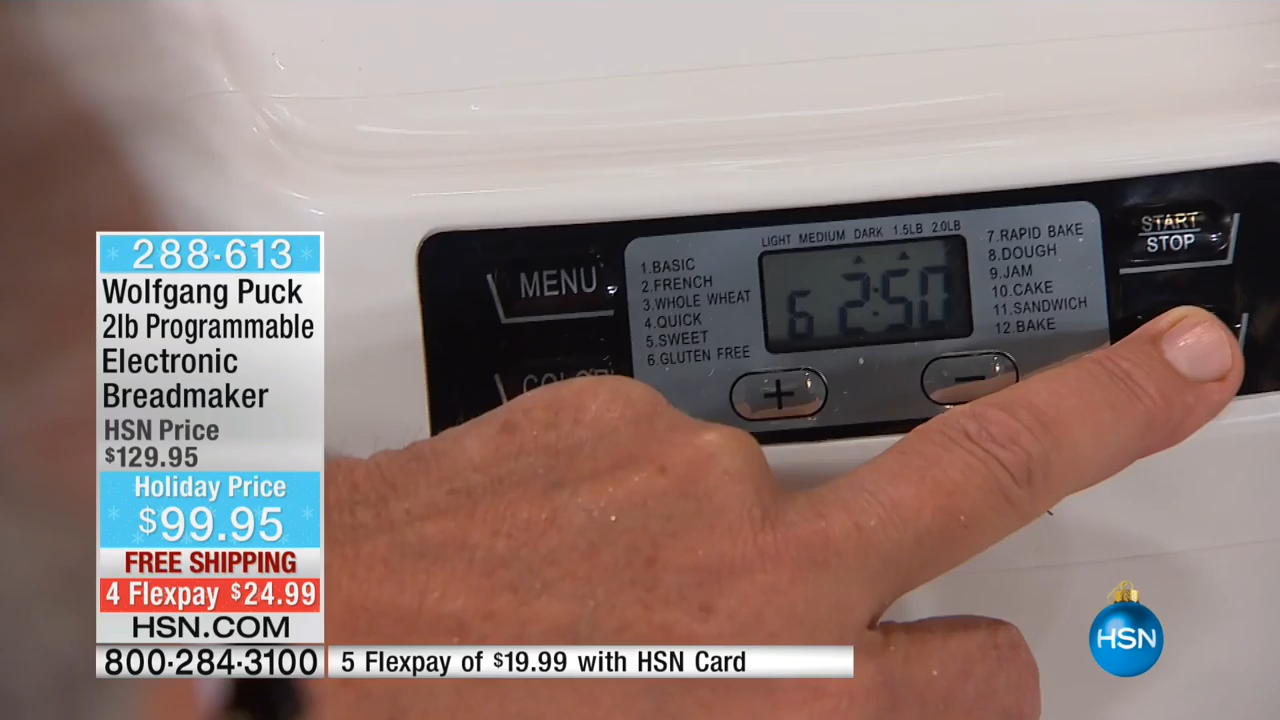 288·613
Wolfgang Puck
2lb Programmable
Electronic
Breadmaker
HSN Price
$129.95
Holiday Price
$99.95
FREE SHIPPING
4 Flexpay $24.99
HSN.COM
800·284·3100
5 Flexpay of $19.99 with HSN Card
HSN
MENU
1.BASIC
2.FRENCH
3.WHOLE WHEAT
4.QUICK
5.SWEET
6.GLUTEN FREE
LIGHT MEDIUM DARK 1.5LB 2.0LB
6 2:50
+
-
7.RAPID BAKE
8.DOUGH
9.JAM
10.CAKE
11.SANDWICH
12.BAKE
START
STOP